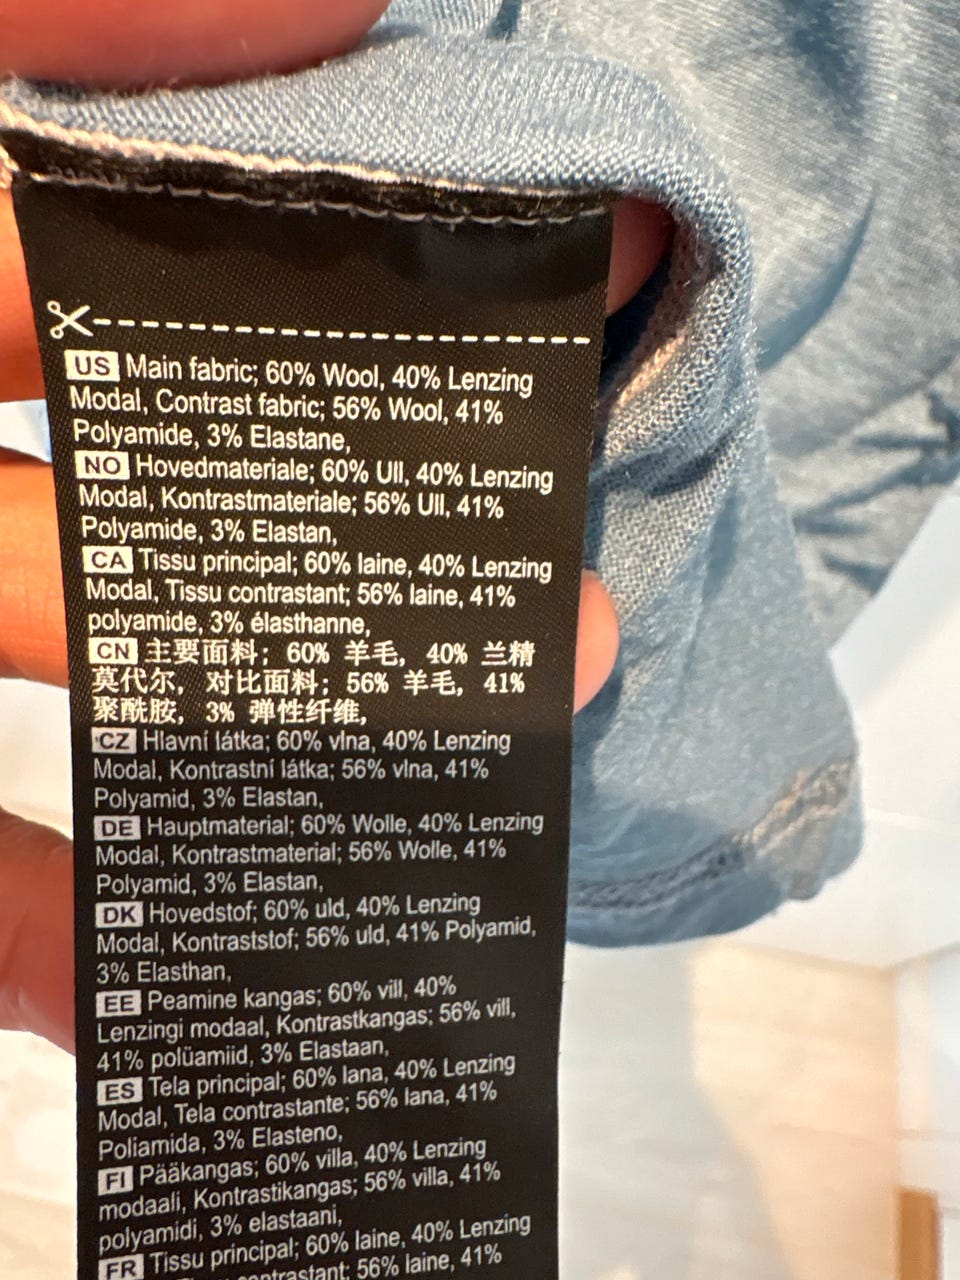 US Main fabric; 60% Wool, 40% Lenzing
Modal, Contrast fabric; 56% Wool, 41%
Polyamide, 3% Elastane,
NO Hovedmateriale; 60% Ull, 40% Lenzing
Modal, Kontrastmateriale; 56% Ull, 41%
Polyamide, 3% Elastan,
CA Tissu principal; 60% laine, 40% Lenzing
Modal, Tissu contrastant; 56% laine, 41%
polyamide, 3% élasthanne,
CN 主要面料; 60% 羊毛, 40% 兰精
莫代尔, 对比面料; 56% 羊毛, 41%
聚酰胺, 3% 弹性纤维,
CZ Hlavní látka; 60% vlna, 40% Lenzing
Modal, Kontrastní látka; 56% vlna, 41%
Polyamid, 3% Elastan,
DE Hauptmaterial; 60% Wolle, 40% Lenzing
Modal, Kontrastmaterial; 56% Wolle, 41%
Polyamid, 3% Elastan,
DK Hovedstof; 60% uld, 40% Lenzing
Modal, Kontraststof; 56% uld, 41% Polyamid,
3% Elasthan,
EE Peamine kangas; 60% vill, 40%
Lenzingi modaal, Kontrastkangas; 56% vill,
41% polüamiid, 3% Elastaan,
ES Tela principal; 60% lana, 40% Lenzing
Modal, Tela contrastante; 56% lana, 41%
Poliamida, 3% Elasteno,
FI Pääkangas; 60% villa, 40% Lenzing
modaali, Kontrastikangas; 56% villa, 41%
polyamidi, 3% elastaani,
FR Tissu principal; 60% laine, 40% Lenzing
contrastant; 56% laine, 41%